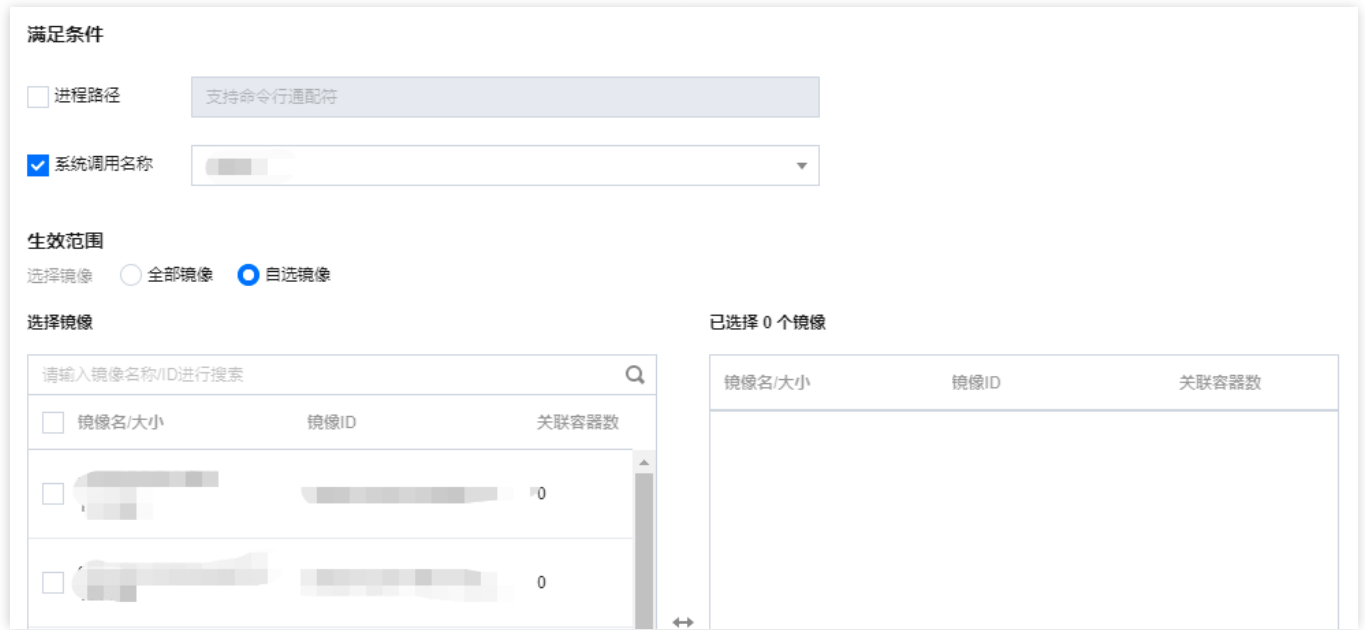 满足条件
进程路径
支持命令行通配符
系统调用名称
生效范围
选择镜像 全部镜像 自选镜像
选择镜像
请输入镜像名称/ID进行搜索
镜像名/大小 镜像ID 关联容器数
0
0
已选择 0 个镜像
镜像名/大小 镜像ID 关联容器数